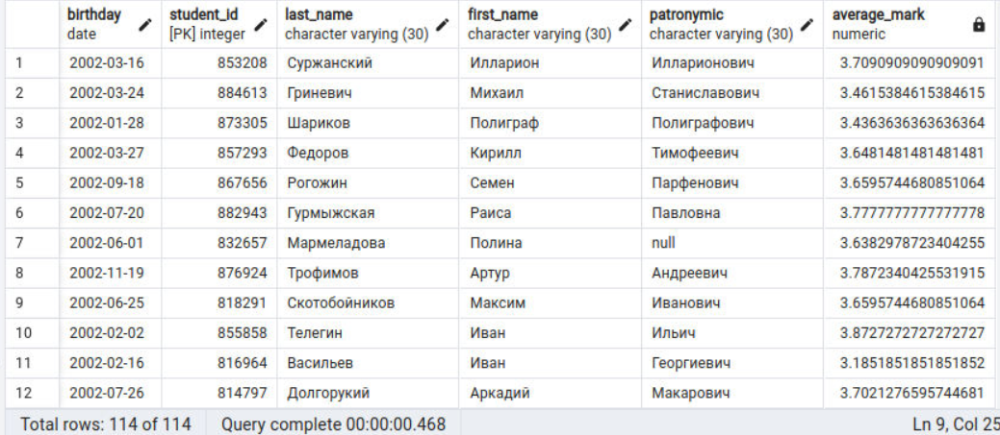 birthday student_id last_name first_name patronymic average_mark
date [PK] integer character varying (30) character varying (30) character varying (30) numeric
1 2002-03-16 853208 Суржанский Илларион Илларионович 3.7090909090909091
2 2002-03-24 884613 Гриневич Михаил Станиславович 3.4615384615384615
3 2002-01-28 873305 Шариков Полиграф Полиграфович 3.4363636363636364
4 2002-03-27 857293 Федоров Кирилл Тимофеевич 3.6481481481481481
5 2002-09-18 867656 Рогожин Семен Парфенович 3.6595744680851064
6 2002-07-20 882943 Гурмыжская Раиса Павловна 3.7777777777777778
7 2002-06-01 832657 Мармеладова Полина null 3.6382978723404255
8 2002-11-19 876924 Трофимов Артур Андреевич 3.7872340425531915
9 2002-06-25 818291 Скотобойников Максим Иванович 3.6595744680851064
10 2002-02-02 855858 Телегин Иван Ильич 3.8727272727272727
11 2002-02-16 816964 Васильев Иван Георгиевич 3.1851851851851852
12 2002-07-26 814797 Долгорукий Аркадий Макарович 3.7021276595744681
Total rows: 114 of 114 Query complete 00:00:00.468 Ln 9, Col 25